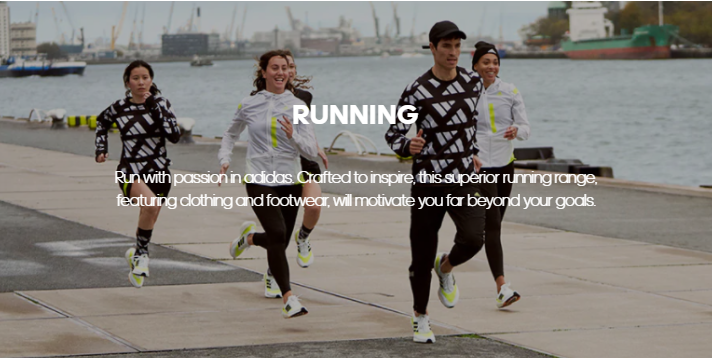 RUNNING
Run with passion in adidas. Crafted to inspire, this superior running range,
featuring clothing and footwear, will motivate you far beyond your goals.